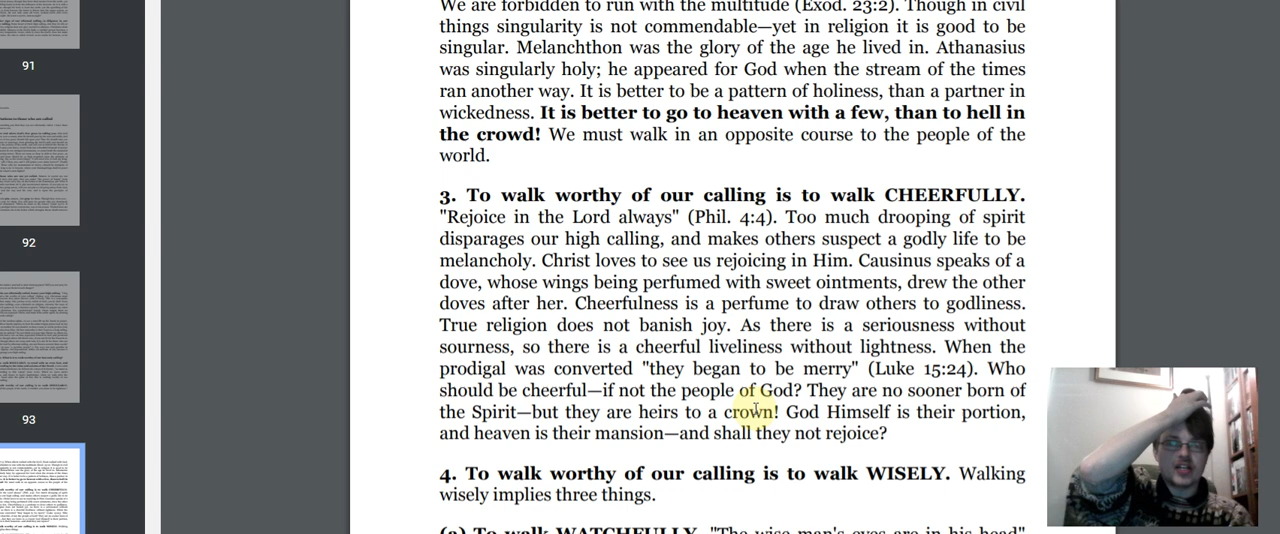 We are forbidden to run with the multitude (Exod. 23:2). Though in civil
things singularity is not commendable—yet in religion it is good to be
singular. Melanchthon was the glory of the age he lived in. Athanasius
was singularly holy; he appeared for God when the stream of the times
ran another way. It is better to be a pattern of holiness, than a partner in
wickedness. It is better to go to heaven with a few, than to hell in
the crowd! We must walk in an opposite course to the people of the
world.
3. To walk worthy of our calling is to walk CHEERFULLY.
"Rejoice in the Lord always" (Phil. 4:4). Too much drooping of spirit
disparages our high calling, and makes others suspect a godly life to be
melancholy. Christ loves to see us rejoicing in Him. Causinus speaks of a
dove, whose wings being perfumed with sweet ointments, drew the other
doves after her. Cheerfulness is a perfume to draw others to godliness.
True religion does not banish joy. As there is a seriousness without
sourness, so there is a cheerful liveliness without lightness. When the
prodigal was converted "they began to be merry" (Luke 15:24). Who
should be cheerful—if not the people of God? They are no sooner born of
the Spirit—but they are heirs to a crown! God Himself is their portion,
and heaven is their mansion—and shall they not rejoice?
4. To walk worthy of our calling is to walk WISELY. Walking
wisely implies three things.
(a) To walk WATCHFULLY. "The wise man's eyes are in his head"
91
92
93